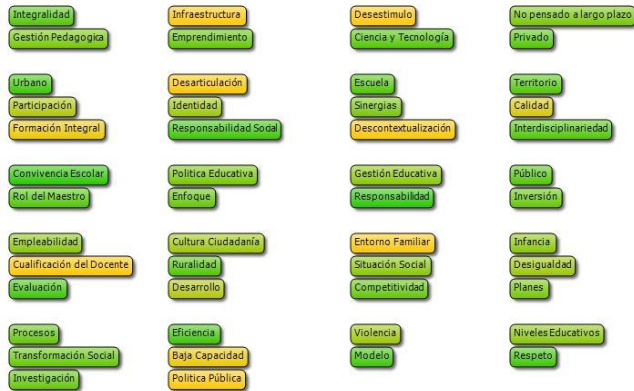 Integralidad
Infraestructura
Desestimulo
No pensado a largo plazo
Gestión Pedagogica
Emprendimiento
Ciencia y Tecnología
Privado
Urbano
Desarticulación
Escuela
Territorio
Participación
Identidad
Sinergias
Calidad
Formación Integral
Responsabilidad Social
Descontextualización
Interdisciplinariedad
Convivencia Escolar
Politica Educativa
Gestión Educativa
Público
Rol del Maestro
Enfoque
Responsabilidad
Inversión
Empleabilidad
Cultura Ciudadanía
Entorno Familiar
Infancia
Cualificación del Docente
Ruralidad
Situación Social
Desigualdad
Evaluación
Desarrollo
Competitividad
Planes
Procesos
Eficiencia
Violencia
Niveles Educativos
Transformación Social
Baja Capacidad
Modelo
Respeto
Investigación
Politica Pública